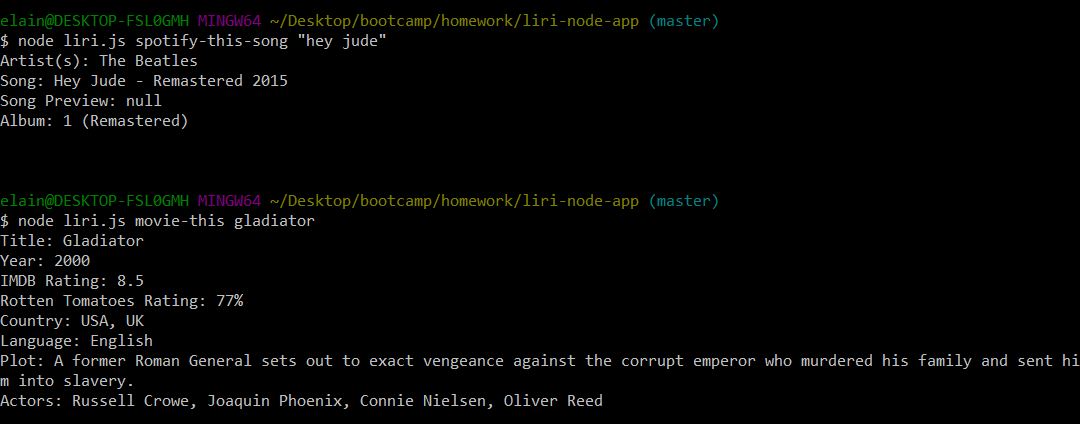 elain@DESKTOP-FSL0GMH MINGW64 ~/Desktop/bootcamp/homework/liri-node-app (master)
$ node liri.js spotify-this-song "hey jude"
Artist(s): The Beatles
Song: Hey Jude - Remastered 2015
Song Preview: null
Album: 1 (Remastered)
elain@DESKTOP-FSL0GMH MINGW64 ~/Desktop/bootcamp/homework/liri-node-app (master)
$ node liri.js movie-this gladiator
Title: Gladiator
Year: 2000
IMDB Rating: 8.5
Rotten Tomatoes Rating: 77%
Country: USA, UK
Language: English
Plot: A former Roman General sets out to exact vengeance against the corrupt emperor who murdered his family and sent hi
m into slavery.
Actors: Russell Crowe, Joaquin Phoenix, Connie Nielsen, Oliver Reed